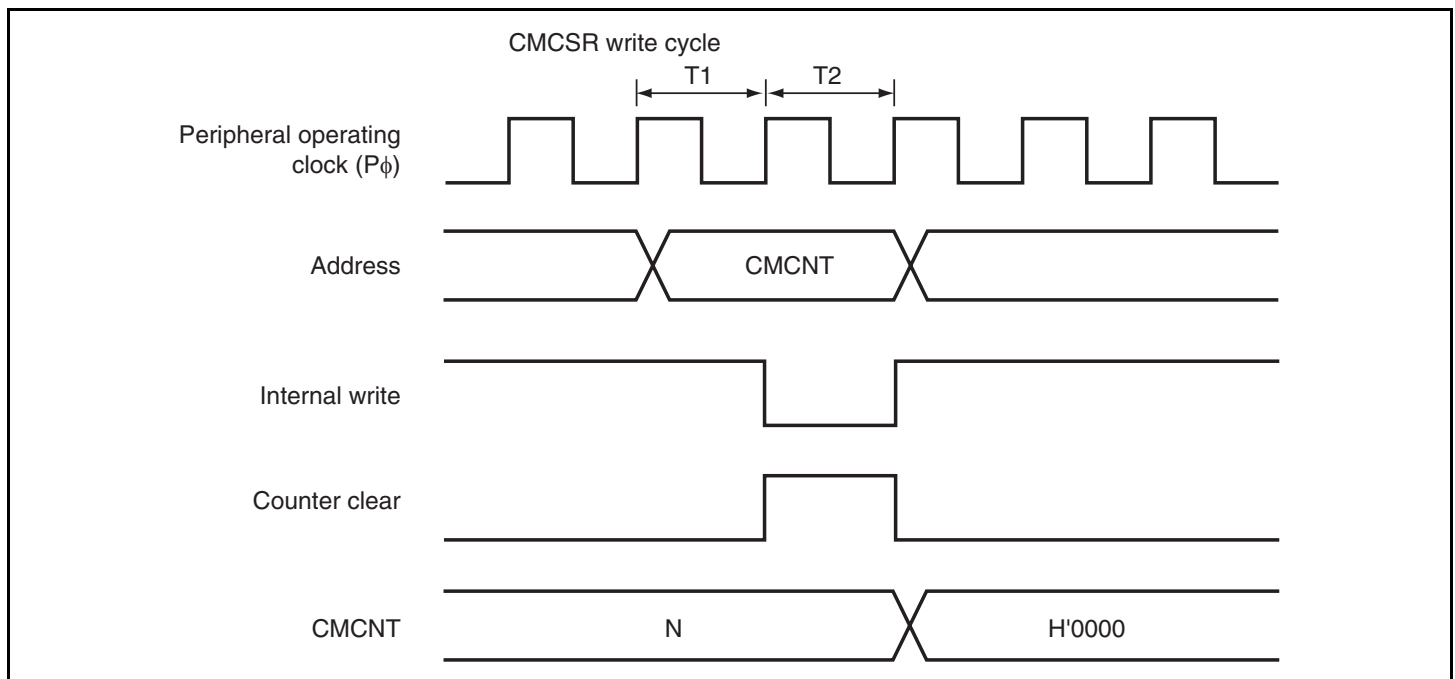 CMCSR write cycle
T1
T2
Peripheral operating
clock (Pϕ)
Address
CMCNT
Internal write
Counter clear
CMCNT
N
H'0000